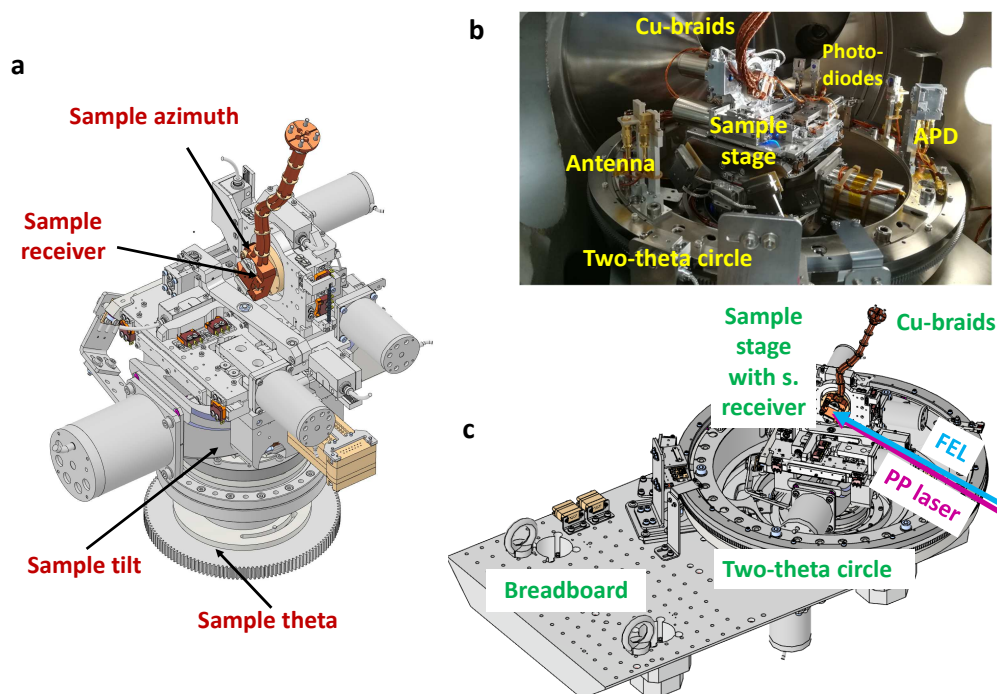 a
Sample azimuth
Sample
receiver
Sample tilt
Sample theta
b
Cu-braids
Photo-
diodes
Sample
stage
APD
Antenna
Two-theta circle
Sample
stage
with s.
receiver
Cu-braids
c
FEL
PP laser
Breadboard
Two-theta circle